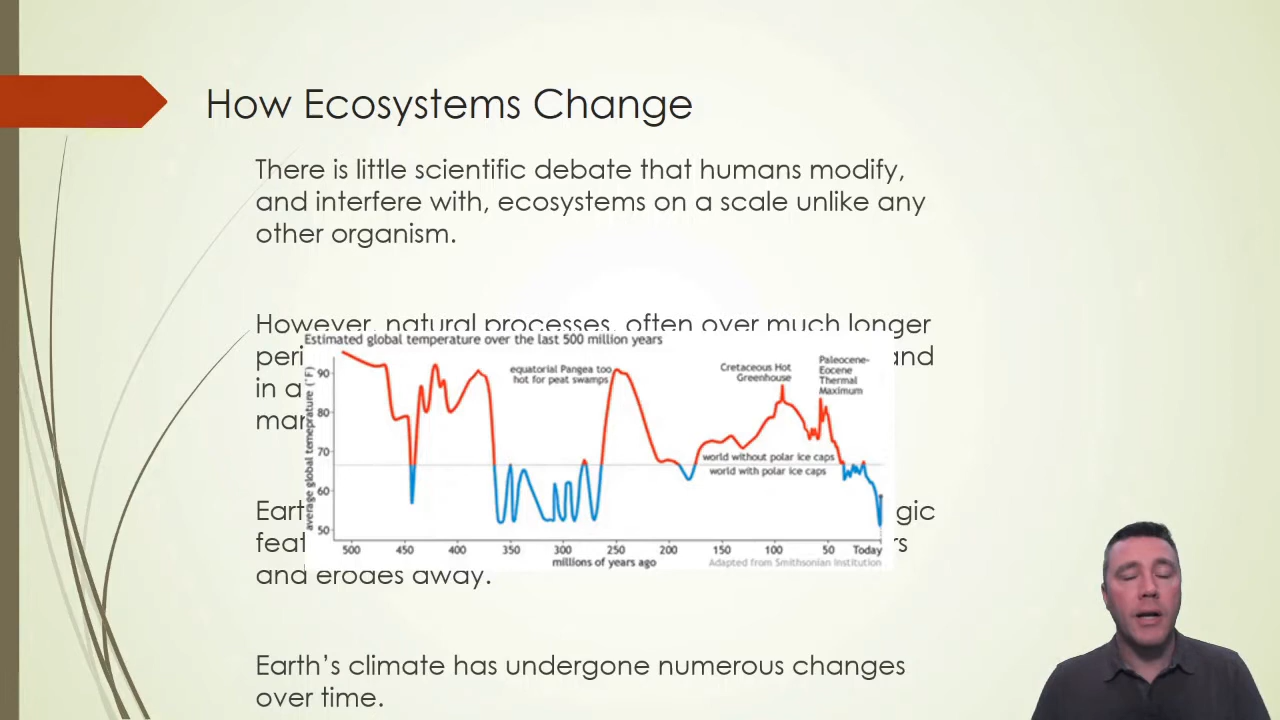 How Ecosystems Change
There is little scientific debate that humans modify,
and interfere with, ecosystems on a scale unlike any
other organism.
However, natural processes, often over much longer
and
in a
Estimated global temperature over the last 500 million years
average global temeprature (°F)
90
80
70
60
50
equatorial Pangea too
hot for peat swamps
Cretaceous Hot
Greenhouse
Paleocene-
Eocene
Thermal
Maximum
world without polar ice caps
world with polar ice caps
500 450 400 350 300 250 200 150 100 50 Today
millions of years ago
Adapted from Smithsonian Institution
and erodes away.
Earth's climate has undergone numerous changes
over time.